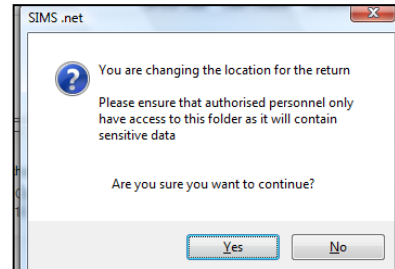 SIMS .net
You are changing the location for the return
Please ensure that authorised personnel only
have access to this folder as it will contain
sensitive data
Are you sure you want to continue?
Yes
No